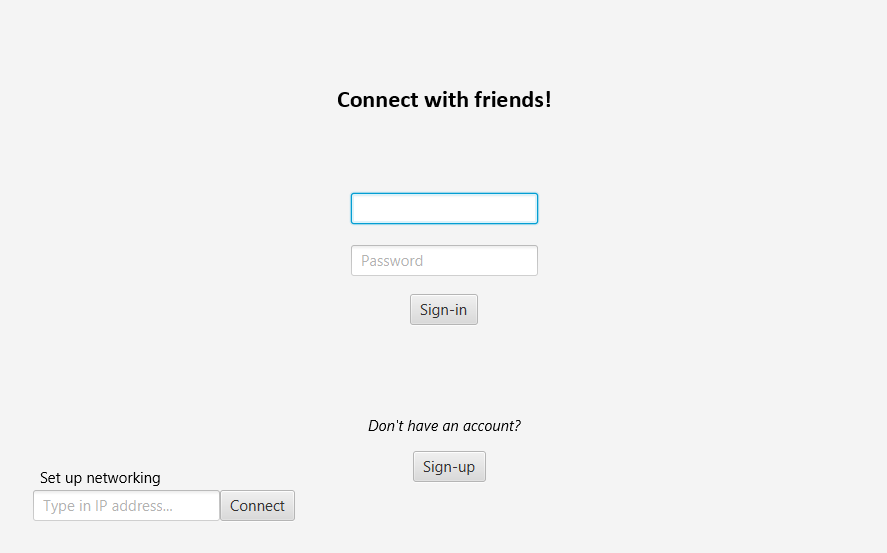 Connect with friends!
Password
Sign-in
Don't have an account?
Sign-up
Set up networking
Type in IP address...
Connect